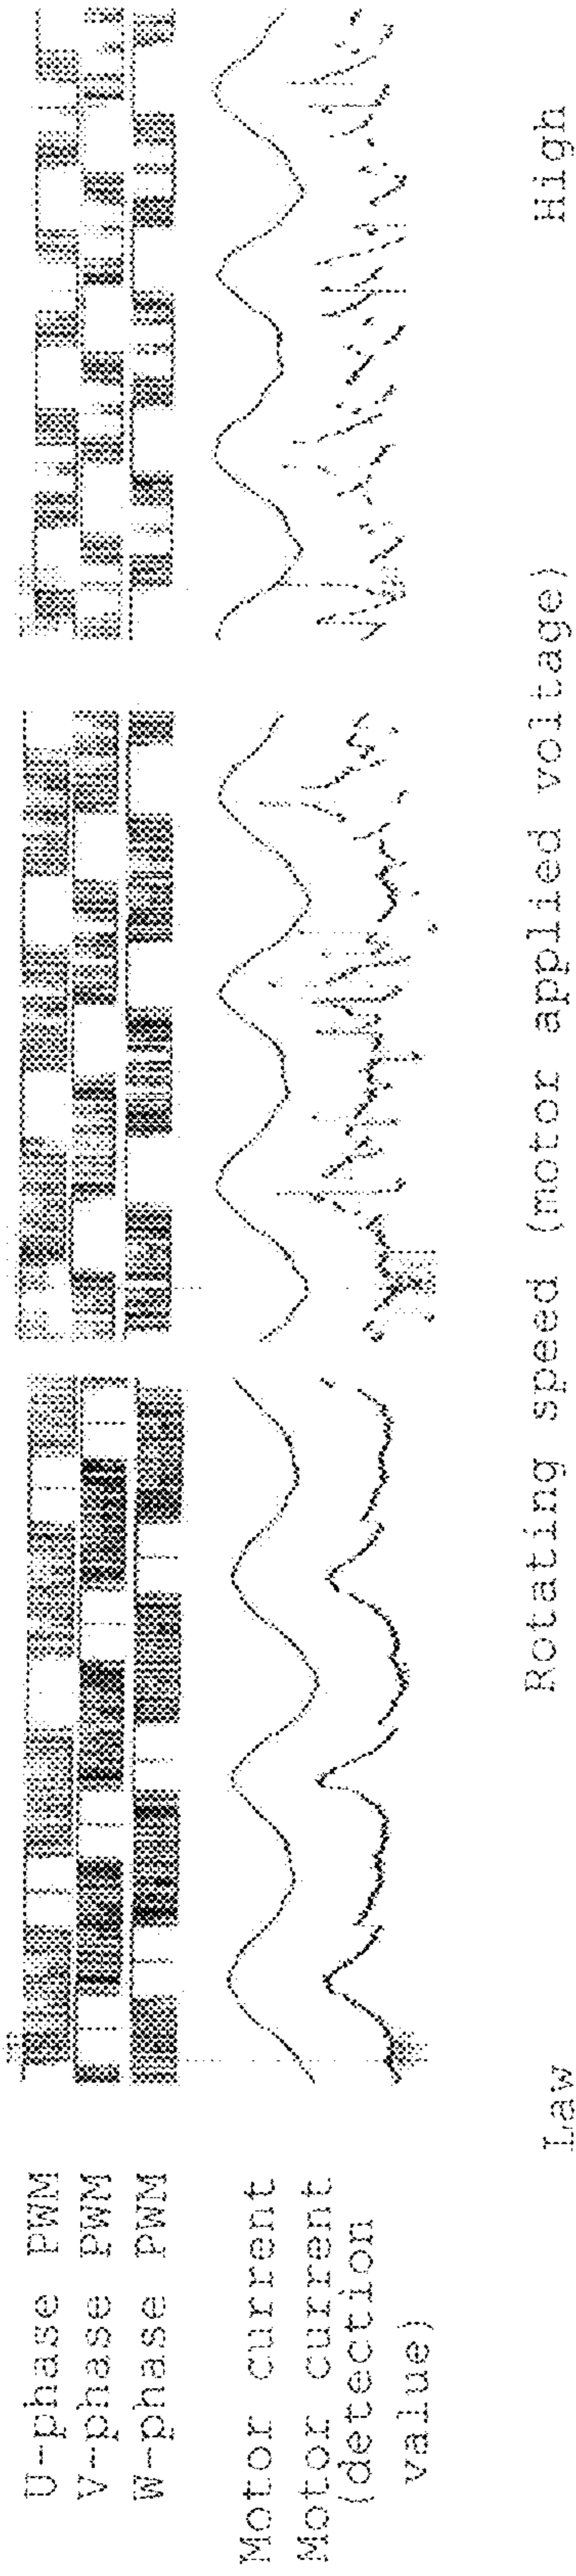 U-phase PWM
V-phase PWM
W-phase PWM
Motor current
Motor current
(detection
value)
Law
High
Rotating speed (motor applied voltage)